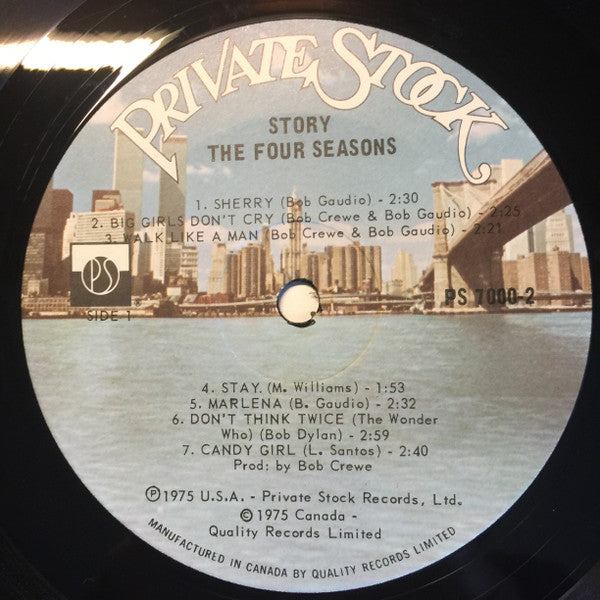 PRIVATE STOCK
STORY
THE FOUR SEASONS
1. SHERRY (Bob Gaudio) - 2:30
2. BIG GIRLS DON'T CRY (Bob Crewe & Bob Gaudio) - 2:25
3. WALK LIKE A MAN (Bob Crewe & Bob Gaudio) - 2:21
PS
SIDE 1
PS 7000-2
4. STAY. (M. Williams) - 1:53
5. MARLENA (B. Gaudio) - 2:32
6. DON'T THINK TWICE (The Wonder
Who) (Bob Dylan) - 2:59
7. CANDY GIRL (L. Santos) - 2:40
Prod: by Bob Crewe
Ⓟ1975 U.S.A. - Private Stock Records, Ltd.
©1975 Canada -
Quality Records Limited
MANUFACTURED IN CANADA BY QUALITY RECORDS LIMITED